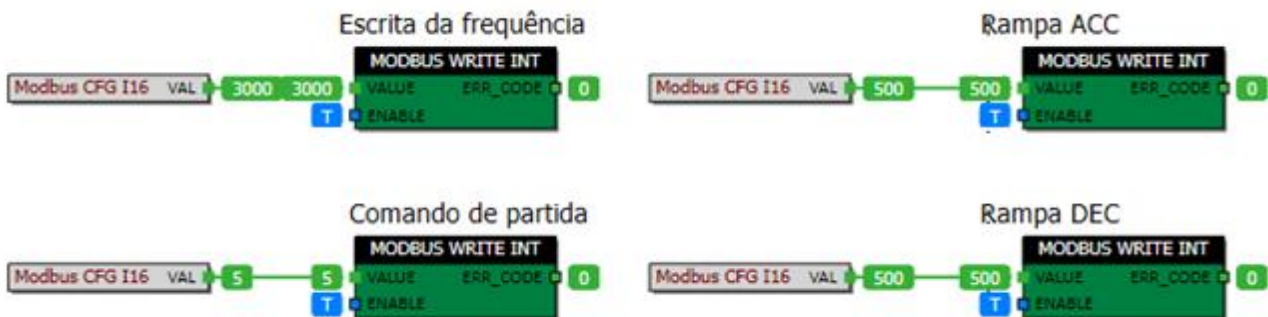 Escrita da frequência
MODBUS WRITE INT
Modbus CFG I16 VAL 3000 3000 VALUE ERR_CODE 0
T ENABLE
Rampa ACC
MODBUS WRITE INT
Modbus CFG I16 VAL 500 500 VALUE ERR_CODE 0
T ENABLE
Comando de partida
MODBUS WRITE INT
Modbus CFG I16 VAL 5 5 VALUE ERR_CODE 0
T ENABLE
Rampa DEC
MODBUS WRITE INT
Modbus CFG I16 VAL 500 500 VALUE ERR_CODE 0
T ENABLE